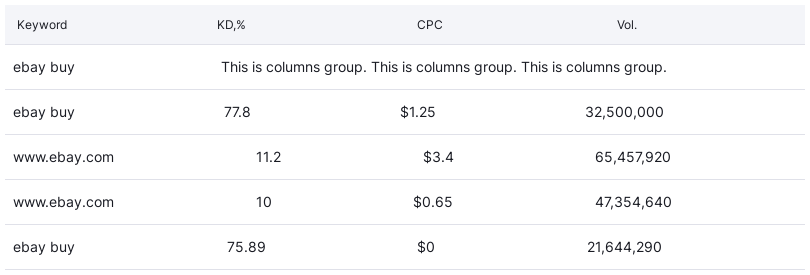 Keyword KD,% CPC Vol.
ebay buy This is columns group. This is columns group. This is columns group.
ebay buy 77.8 $1.25 32,500,000
www.ebay.com 11.2 $3.4 65,457,920
www.ebay.com 10 $0.65 47,354,640
ebay buy 75.89 $0 21,644,290